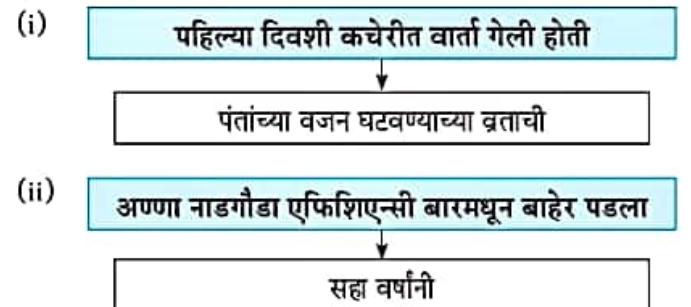 (i) पहिल्या दिवशी कचेरीत वार्ता गेली होती
पंतांच्या वजन घटवण्याच्या व्रताची
(ii) अण्णा नाडगौडा एफिशिएन्सी बारमधून बाहेर पडला
सहा वर्षांनी